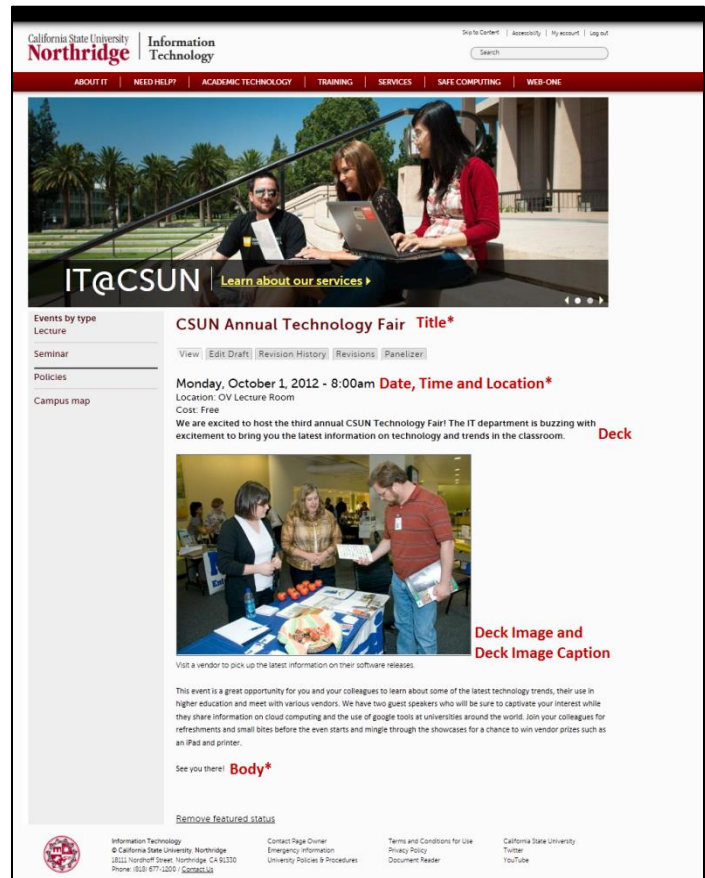 California State University
Northridge
Information
Technology
Skip to Content | Accessibility | My account | Log out
Search
ABOUT IT | NEED HELP? | ACADEMIC TECHNOLOGY | TRAINING | SERVICES | SAFE COMPUTING | WEB-ONE
IT@CSUN | Learn about our services
Events by type
Lecture
Seminar
Policies
Campus map
CSUN Annual Technology Fair Title*
View Edit Draft Revision History Revisions Panelizer
Monday, October 1, 2012 - 8:00am Date, Time and Location*
Location: OV Lecture Room
Cost: Free
We are excited to host the third annual CSUN Technology Fair! The IT department is buzzing with
excitement to bring you the latest information on technology and trends in the classroom. Deck
Deck Image and
Deck Image Caption
Visit a vendor to pick up the latest information on their software releases.
This event is a great opportunity for you and your colleagues to learn about some of the latest technology trends, their use in
higher education and meet with various vendors. We have two guest speakers who will be sure to captivate your interest while
they share information on cloud computing and the use of google tools at universities around the world. Join your colleagues for
refreshments and small bites before the even starts and mingle through the showcases for a chance to win vendor prizes such as
an iPad and printer.
See you there! Body*
Remove featured status
Information Technology
© California State University, Northridge
18111 Nordhoff Street, Northridge, CA 91330
Phone: (818) 677-1200 / Contact Us
Contact Page Owner
Emergency Information
University Policies & Procedures
Terms and Conditions for Use
Privacy Policy
Document Reader
California State University
Twitter
YouTube